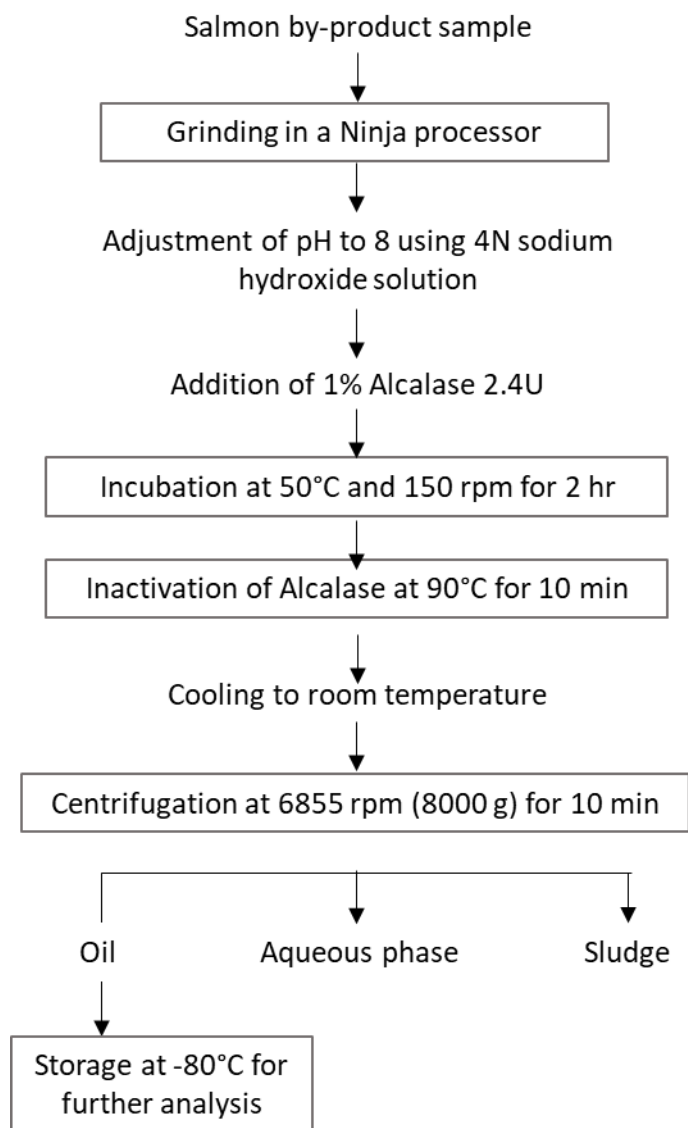 Salmon by-product sample
Grinding in a Ninja processor
Adjustment of pH to 8 using 4N sodium
hydroxide solution
Addition of 1% Alcalase 2.4U
Incubation at 50°C and 150 rpm for 2 hr
Inactivation of Alcalase at 90°C for 10 min
Cooling to room temperature
Centrifugation at 6855 rpm (8000 g) for 10 min
Oil
Aqueous phase
Sludge
Storage at -80°C for
further analysis